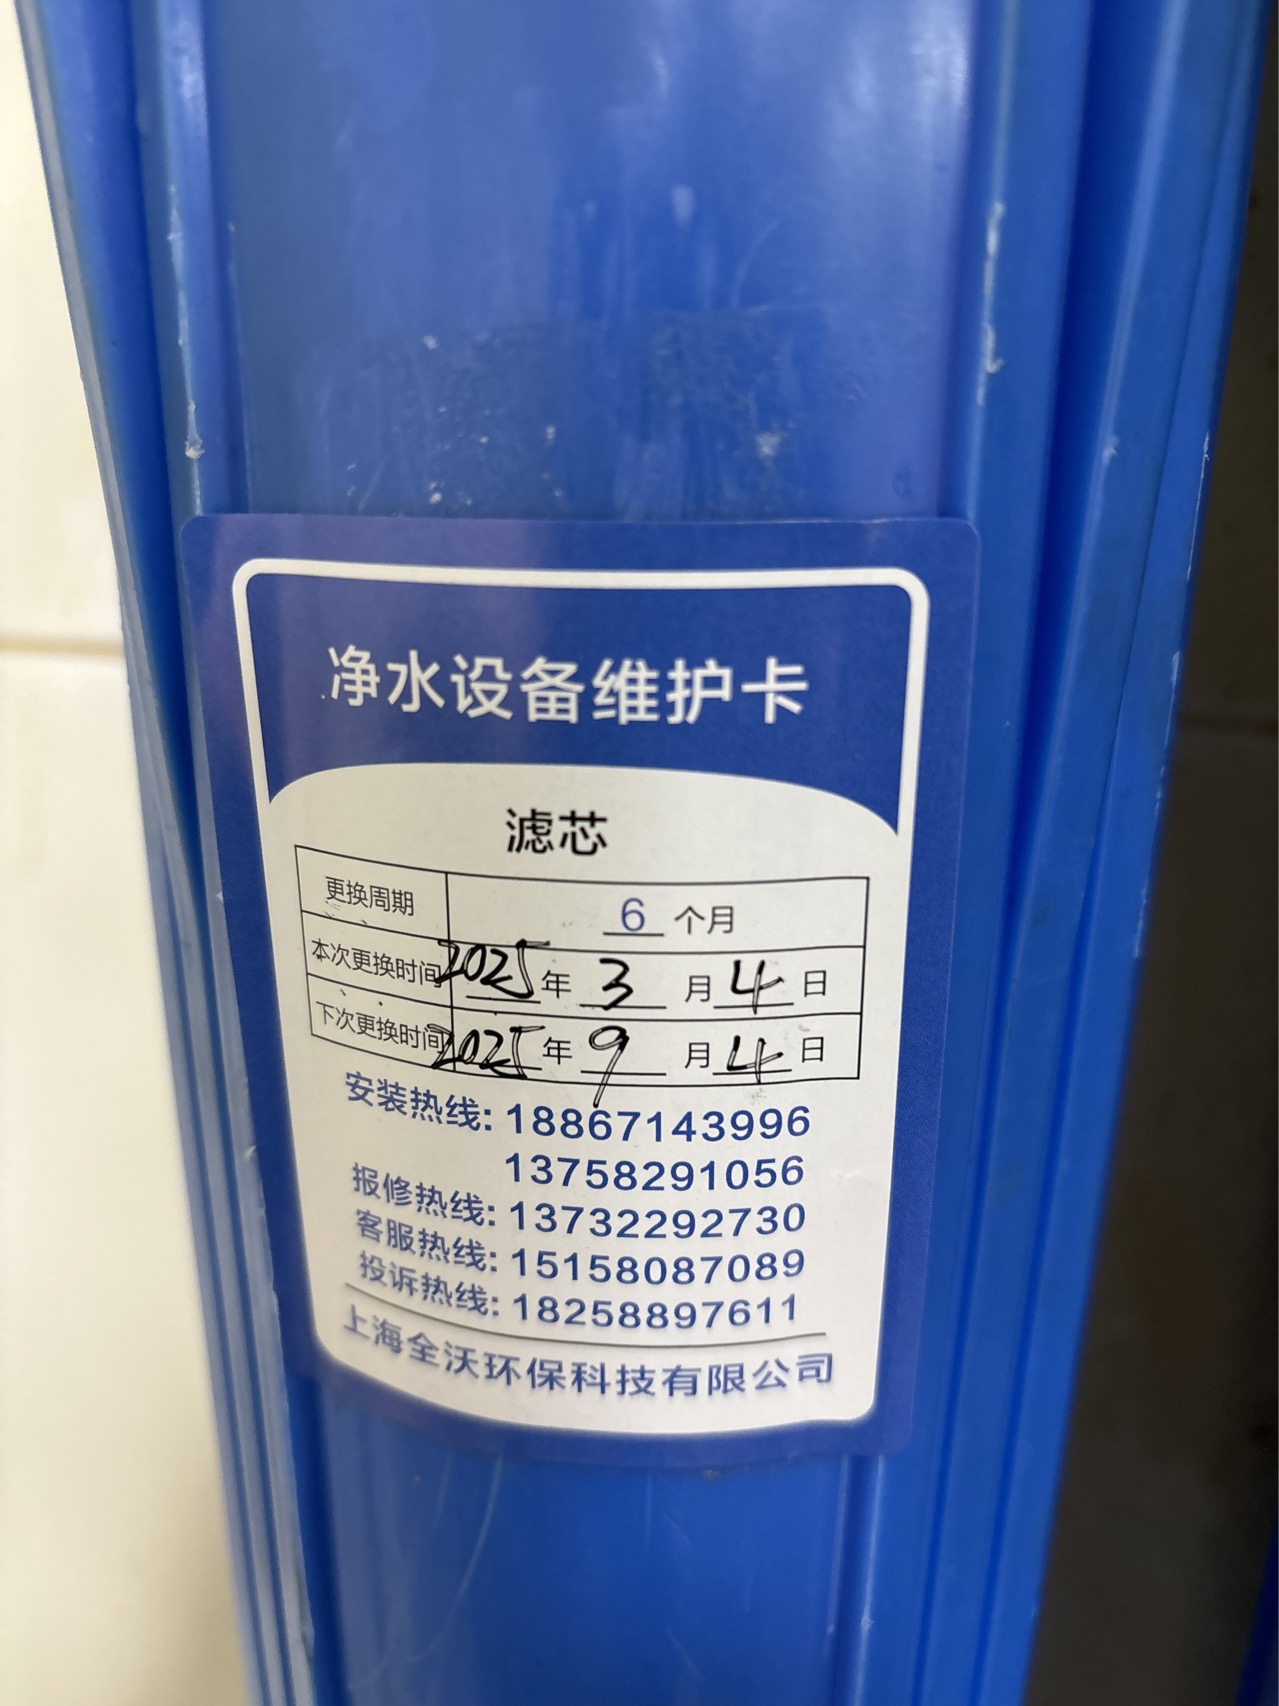 净水设备维护卡
滤芯
更换周期 6 个月
本次更换时间 2025 年 3 月 4 日
下次更换时间 2025 年 9 月 4 日
安装热线: 18867143996
13758291056
报修热线: 13732292730
客服热线: 15158087089
投诉热线: 18258897611
上海全沃环保科技有限公司